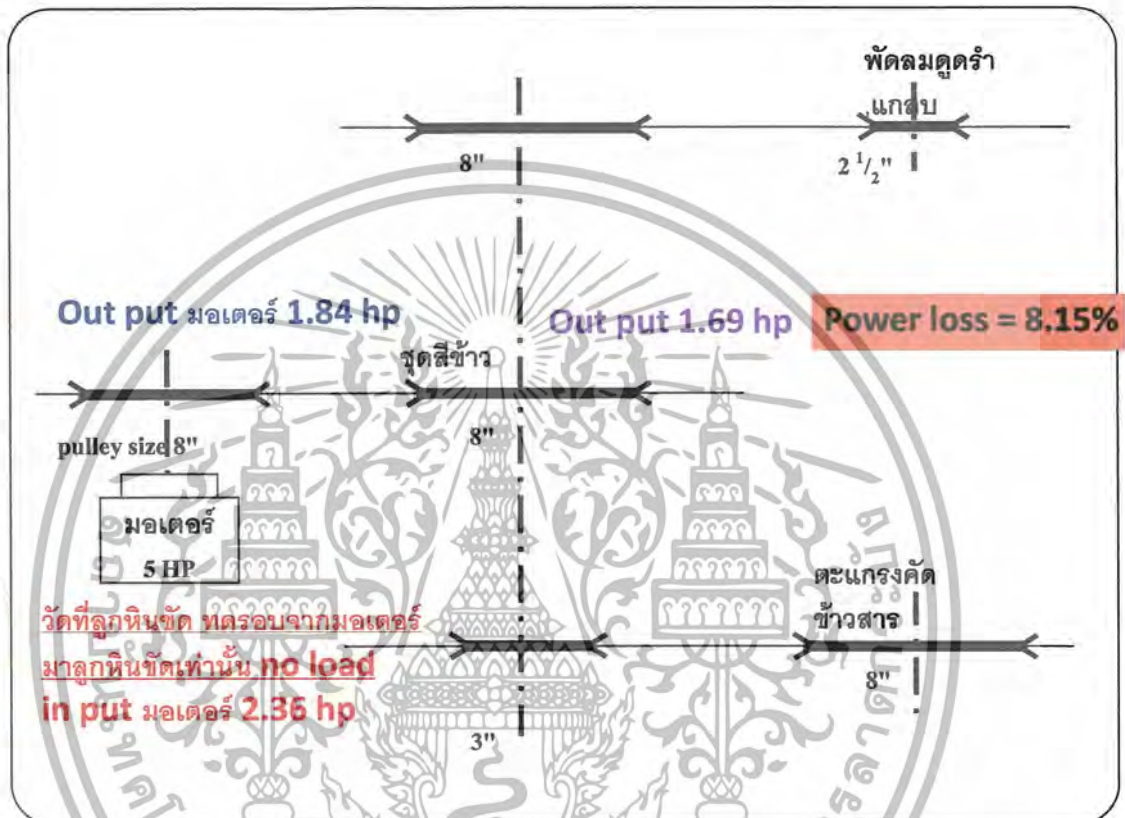 พัดลมดูดรำ
แกลบ
8"
2 1/2"
Out put มอเตอร์ 1.84 hp
Out put 1.69 hp
Power loss = 8.15%
ชุดสีข้าว
pulley size 8"
8"
มอเตอร์
5 HP
ตะแกรงคัด
ข้าวสาร
วัดที่ลูกหินขัด ทดรอบจากมอเตอร์
มาลูกหินขัดเท่านั้น no load
in put มอเตอร์ 2.36 hp
8"
3"